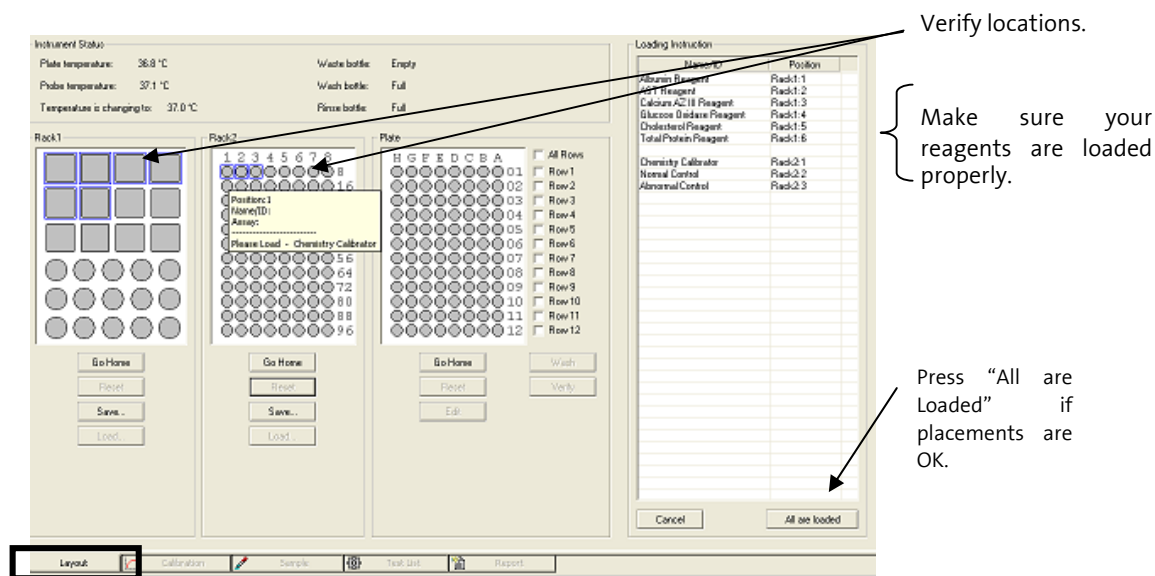 Verify locations.
Instrument Status
Plate temperature: 36.8 °C Waste bottle: Empty
Probe temperature: 37.1 °C Wash bottle: Full
Temperature is changing to: 37.0 °C Rinse bottle: Full
Rack1
Rack2
1 2 3 4 5 6 7 8
8
16
Position:1
Name/ID:
Assay:
------------------------
Please Load - Chemistry Calibrator
56
64
72
80
88
96
Go Home
Reset
Save...
Load...
Go Home
Reset
Save...
Load...
Plate
H G F E D C B A
All Rows
01 Row 1
02 Row 2
03 Row 3
04 Row 4
05 Row 5
06 Row 6
07 Row 7
08 Row 8
09 Row 9
10 Row 10
11 Row 11
12 Row 12
Go Home Wash
Reset Verify
Edit
Loading Instruction
Name/ID Position
Albumin Reagent Rack1:1
AST Reagent Rack1:2
Calcium AZ III Reagent Rack1:3
Glucose Oxidase Reagent Rack1:4
Cholesterol Reagent Rack1:5
Total Protein Reagent Rack1:6
Chemistry Calibrator Rack2:1
Normal Control Rack2:2
Abnormal Control Rack2:3
Cancel All are loaded
Make sure your
reagents are loaded
properly.
Press “All are
Loaded” if
placements are
OK.
Layout Calibration Sample Test List Report